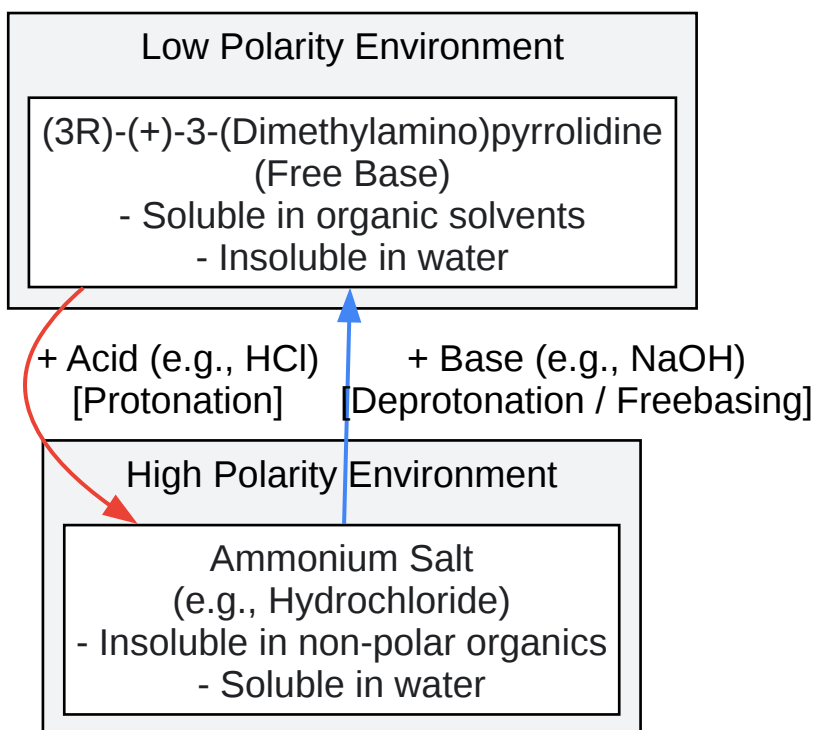 Low Polarity Environment
(3R)-(+)-3-(Dimethylamino)pyrrolidine
(Free Base)
- Soluble in organic solvents
- Insoluble in water
+ Acid (e.g., HCl)
[Protonation]
+ Base (e.g., NaOH)
[Deprotonation / Freebasing]
High Polarity Environment
Ammonium Salt
(e.g., Hydrochloride)
- Insoluble in non-polar organics
- Soluble in water